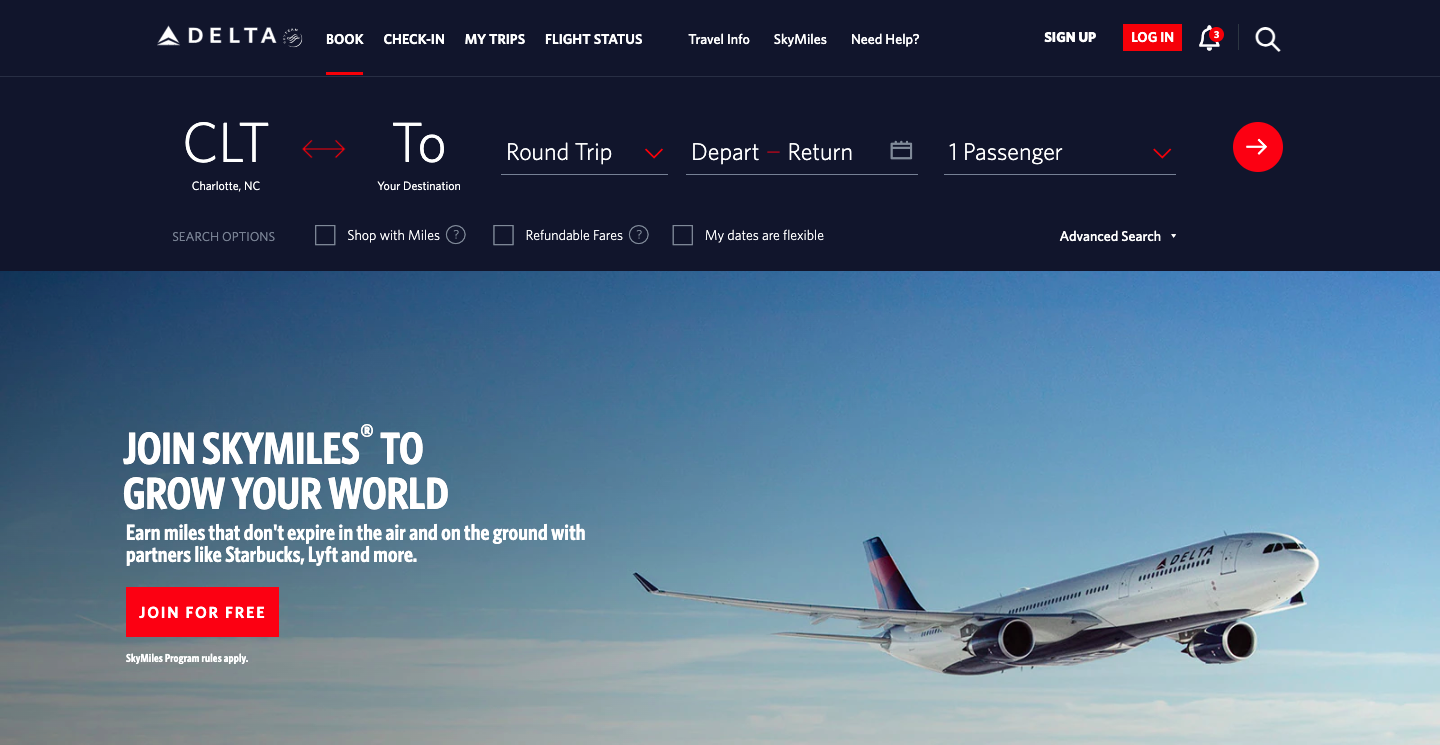 DELTA
BOOK CHECK-IN MY TRIPS FLIGHT STATUS Travel Info SkyMiles Need Help? SIGN UP LOG IN 3
CLT To
Round Trip Depart — Return 1 Passenger
Charlotte, NC Your Destination
SEARCH OPTIONS Shop with Miles ? Refundable Fares ? My dates are flexible Advanced Search
JOIN SKYMILES® TO
GROW YOUR WORLD
Earn miles that don't expire in the air and on the ground with
partners like Starbucks, Lyft and more.
DELTA
JOIN FOR FREE
SkyMiles Program rules apply.